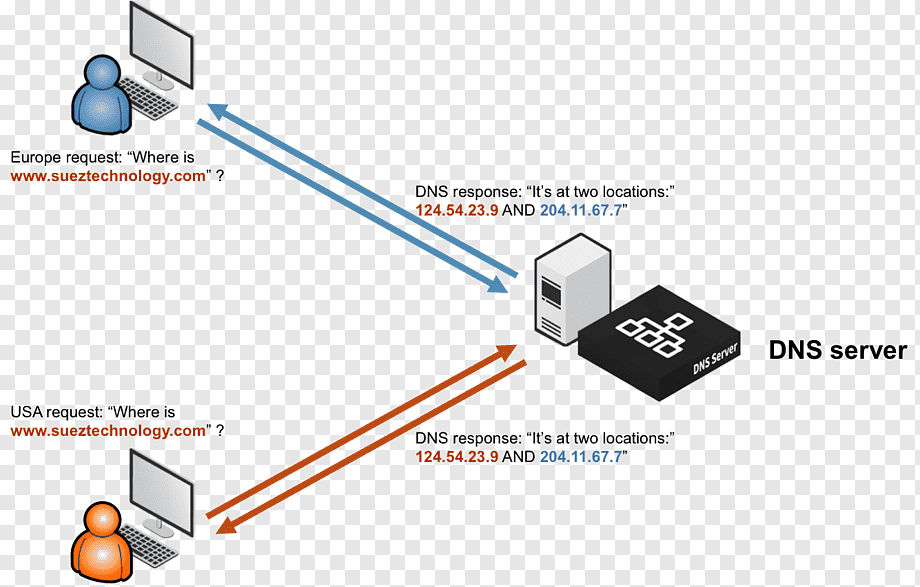 Europe request: “Where is
www.sueztechnology.com” ?
DNS response: “It’s at two locations:”
124.54.23.9 AND 204.11.67.7”
DNS Server
DNS server
USA request: “Where is
www.sueztechnology.com” ?
DNS response: “It’s at two locations:”
124.54.23.9 AND 204.11.67.7”